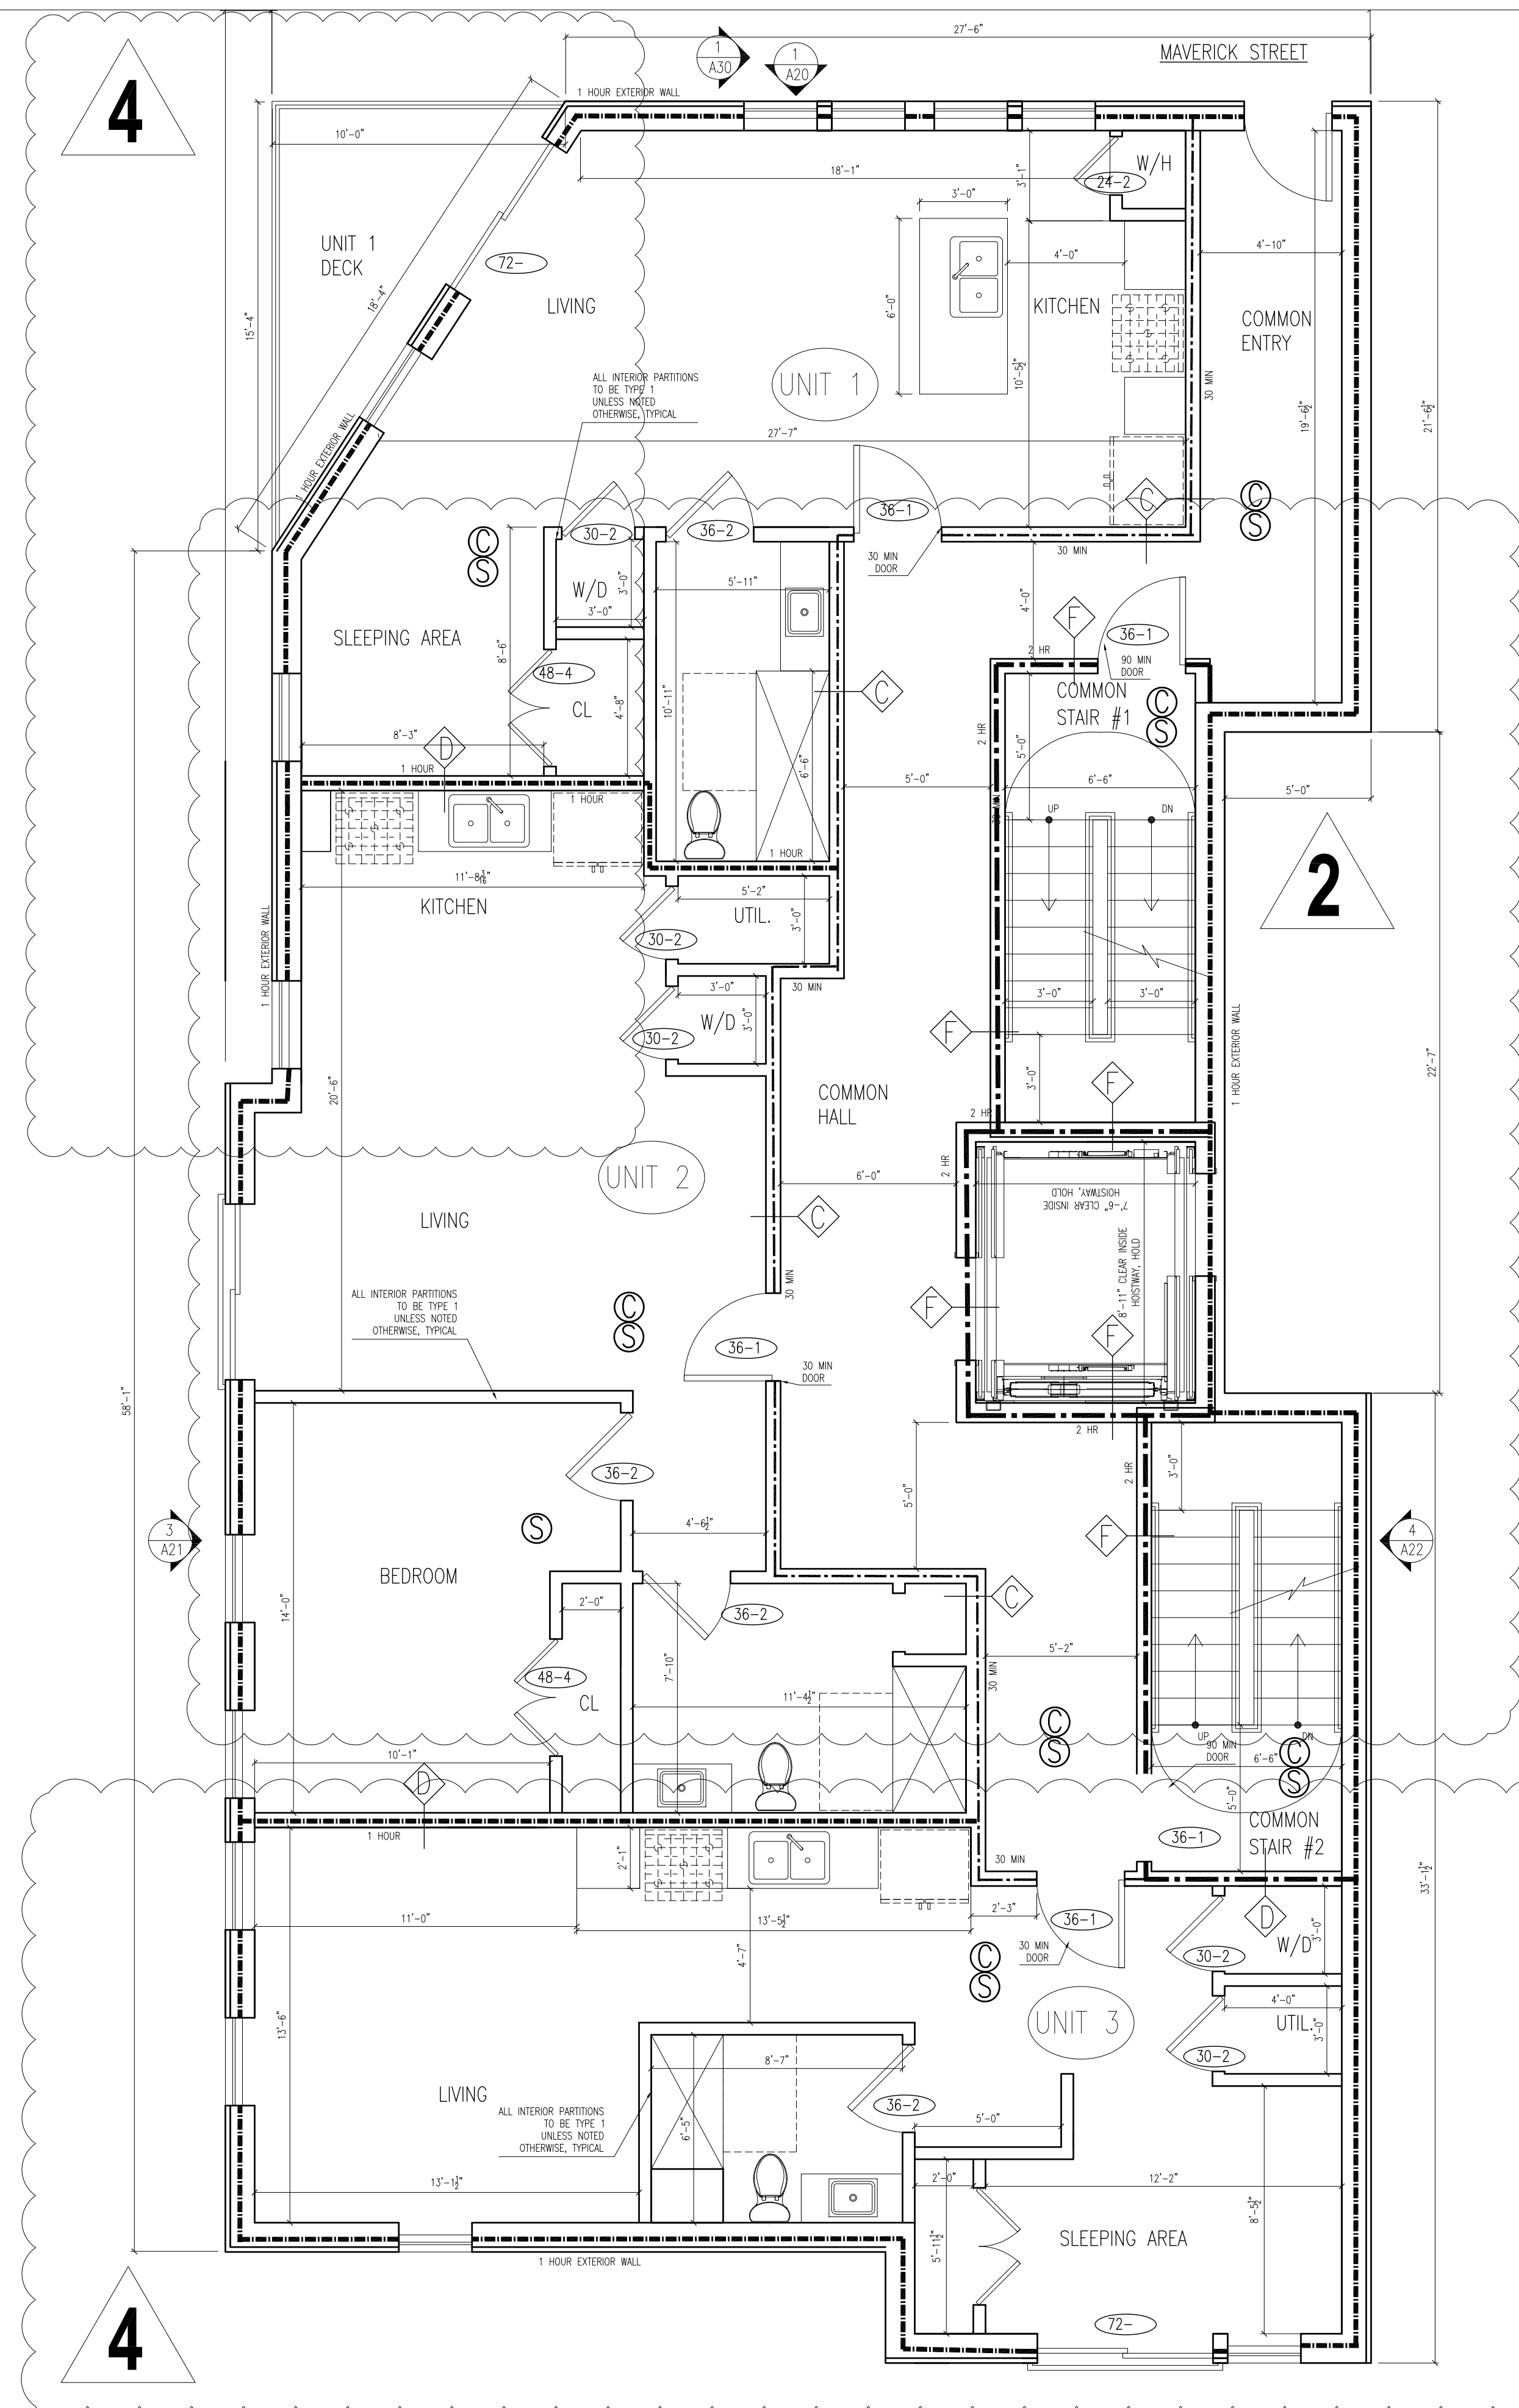 27'-6"
MAVERICK STREET
1
A30
1
A20
4
1 HOUR EXTERIOR WALL
10'-0"
18'-1"
3'-1"
W/H
24-2
3'-0"
UNIT 1
DECK
72-
4'-0"
4'-10"
18'-4"
15'-4"
LIVING
6'-0"
KITCHEN
COMMON
ENTRY
10'-5½"
UNIT 1
30 MIN
19'-6½"
21'-6½"
ALL INTERIOR PARTITIONS
TO BE TYPE 1
UNLESS NOTED
OTHERWISE, TYPICAL
1 HOUR EXTERIOR WALL
27'-7"
C
C
S
36-1
30-2
36-2
C
S
30 MIN
DOOR
30 MIN
W/D
3'-0"
3'-0"
5'-11"
4'-0"
F
36-1
SLEEPING AREA
8'-6"
2 HR
90 MIN
DOOR
48-4
CL
4'-8"
10'-11"
C
COMMON
STAIR #1
C
S
2 HR
5'-0"
8'-3"
D
1 HOUR
6'-6"
5'-0"
6'-6"
5'-0"
1 HOUR
30 MIN
UP
DN
1 HOUR
2
11'-8 3/16"
KITCHEN
5'-2"
UTIL.
3'-0"
30-2
1 HOUR EXTERIOR WALL
30 MIN
3'-0"
W/D
3'-0"
30-2
3'-0"
3'-0"
F
1 HOUR EXTERIOR WALL
22'-7"
20'-6"
COMMON
HALL
3'-0"
F
2 HR
UNIT 2
6'-0"
2 HR
7'-6" CLEAR INSIDE
HOISTWAY, HOLD
LIVING
C
8'-11" CLEAR INSIDE
HOISTWAY, HOLD
30 MIN
ALL INTERIOR PARTITIONS
TO BE TYPE 1
UNLESS NOTED
OTHERWISE, TYPICAL
C
S
F
F
36-1
30 MIN
DOOR
58'-1"
2 HR
36-2
2 HR
3'-0"
3
A21
S
4'-6½"
5'-0"
F
4
A22
BEDROOM
14'-0"
2'-0"
36-2
C
48-4
CL
7'-10"
11'-4½"
5'-2"
30 MIN
C
S
UP
DN
90 MIN
DOOR
6'-6"
C
S
10'-1"
D
5'-0"
1 HOUR
36-1
COMMON
STAIR #2
2'-1"
30 MIN
11'-0"
13'-5½"
2'-3"
36-1
D
33'-1½"
4'-7"
C
S
30 MIN
DOOR
30-2
W/D
3'-0"
UNIT 3
4'-0"
UTIL.
3'-0"
13'-6"
8'-7"
30-2
LIVING
ALL INTERIOR PARTITIONS
TO BE TYPE 1
UNLESS NOTED
OTHERWISE, TYPICAL
6'-5"
36-2
5'-0"
13'-1½"
2'-0"
12'-2"
8'-5½"
SLEEPING AREA
5'-11½"
1 HOUR EXTERIOR WALL
72-
4